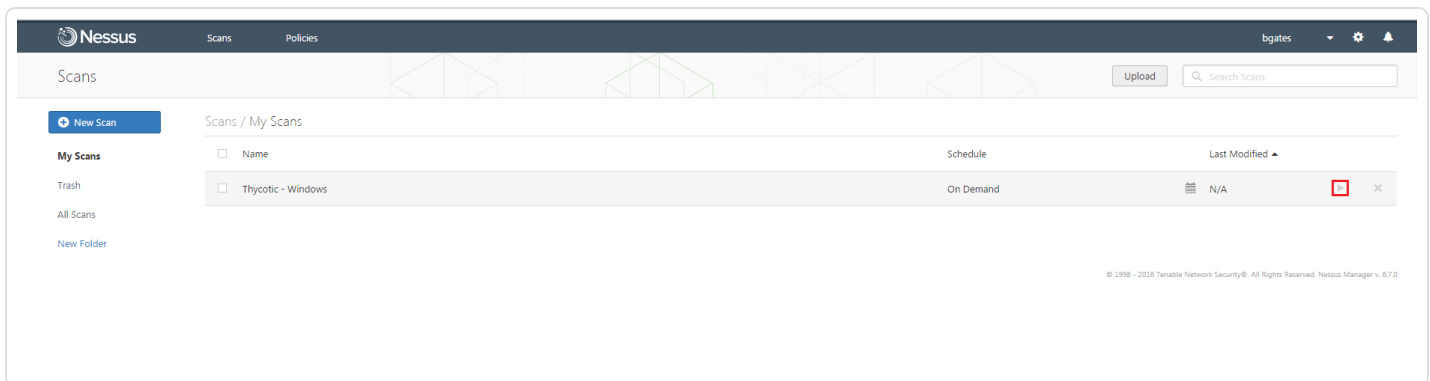 Nessus Scans Policies bgates
Scans Upload Search Scans
New Scan Scans / My Scans
My Scans Name Schedule Last Modified
Trash Thycotic - Windows On Demand N/A
All Scans
New Folder
© 1998 - 2016 Tenable Network Security®. All Rights Reserved. Nessus Manager v. 6.7.0